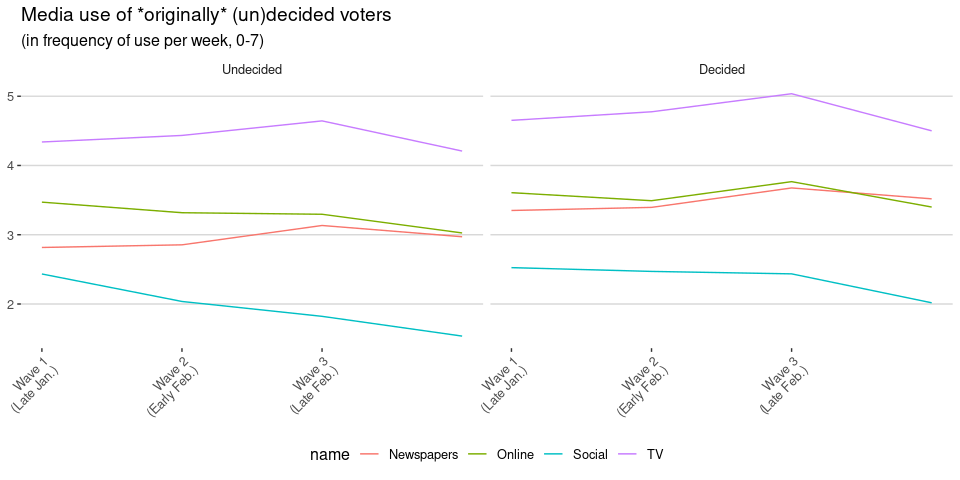 Media use of *originally* (un)decided voters
(in frequency of use per week, 0-7)
Undecided
Decided
5
4
3
2
Wave 1
(Late Jan.)
Wave 2
(Early Feb.)
Wave 3
(Late Feb.)
Wave 1
(Late Jan.)
Wave 2
(Early Feb.)
Wave 3
(Late Feb.)
name Newspapers Online Social TV